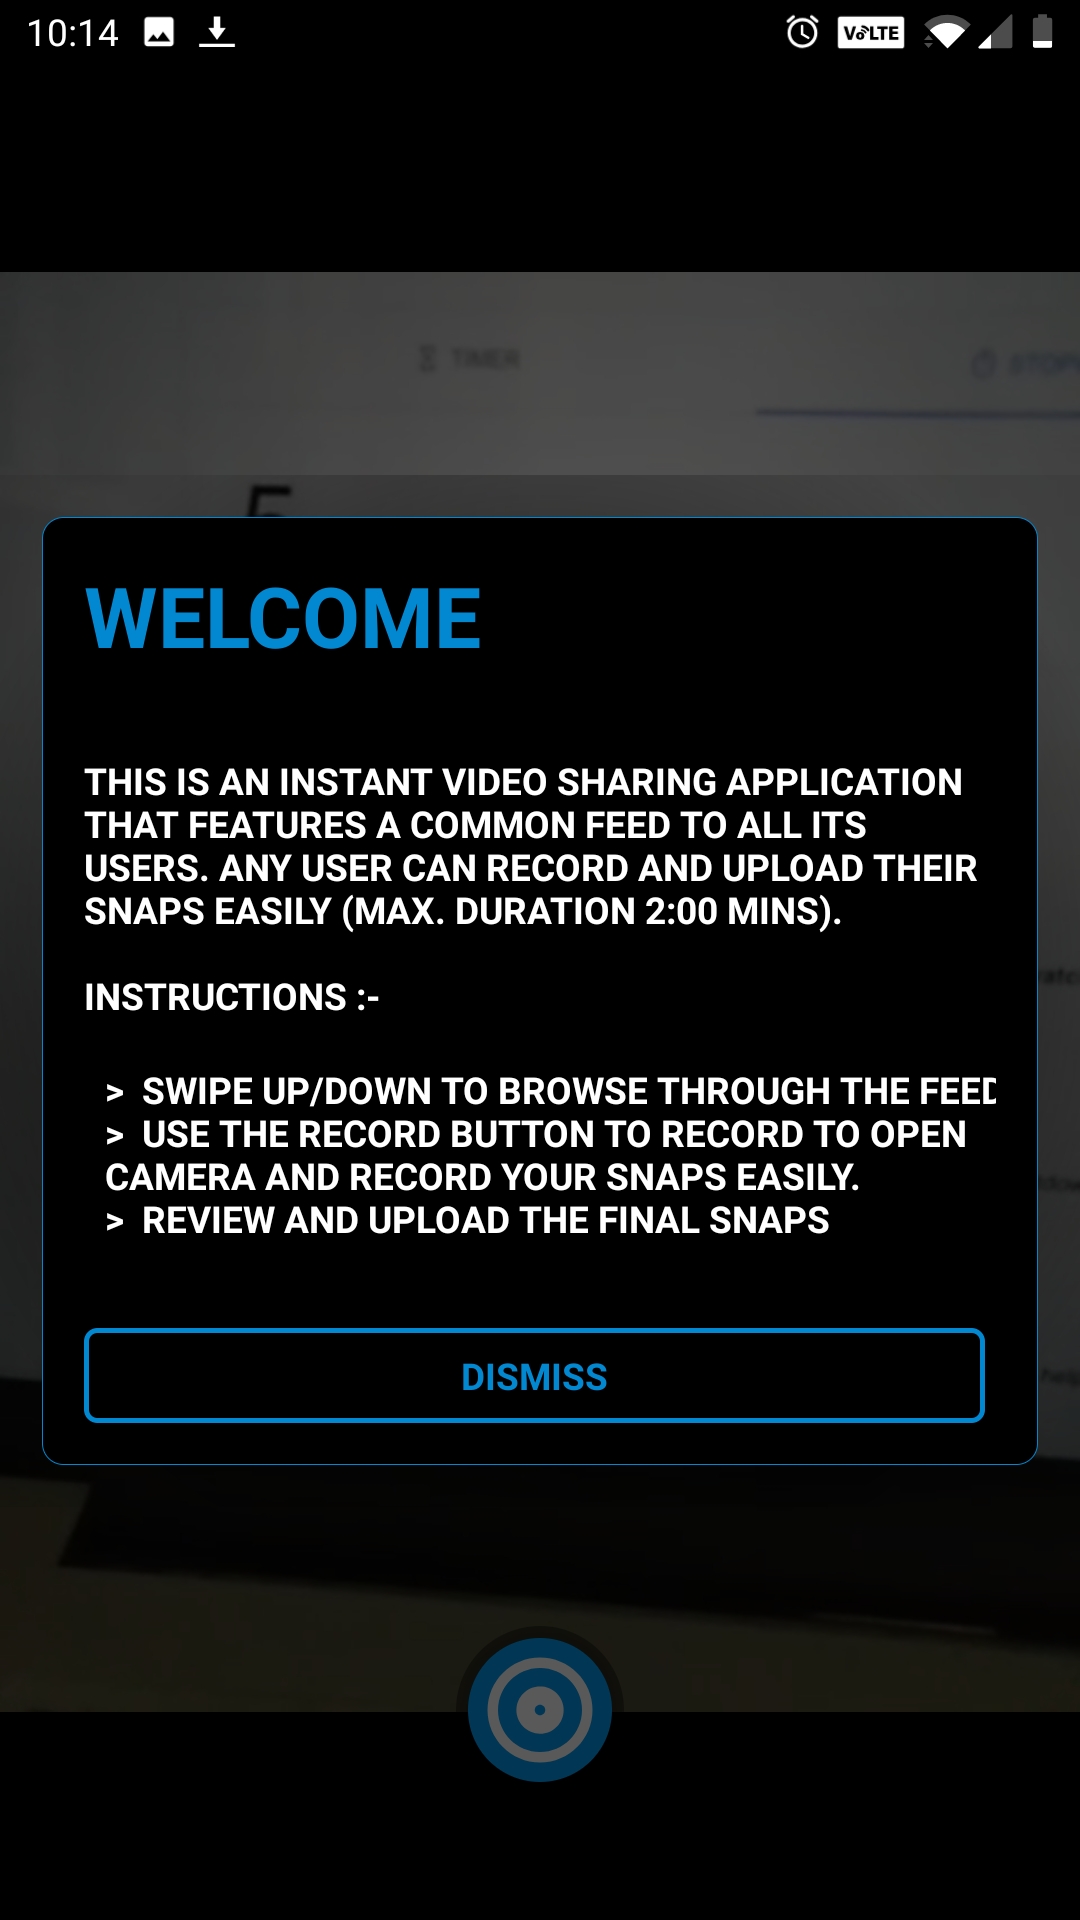 10:14 VoLTE
TIMER
5
WELCOME
THIS IS AN INSTANT VIDEO SHARING APPLICATION
THAT FEATURES A COMMON FEED TO ALL ITS
USERS. ANY USER CAN RECORD AND UPLOAD THEIR
SNAPS EASILY (MAX. DURATION 2:00 MINS).
INSTRUCTIONS :-
> SWIPE UP/DOWN TO BROWSE THROUGH THE FEED
> USE THE RECORD BUTTON TO RECORD TO OPEN
CAMERA AND RECORD YOUR SNAPS EASILY.
> REVIEW AND UPLOAD THE FINAL SNAPS
DISMISS